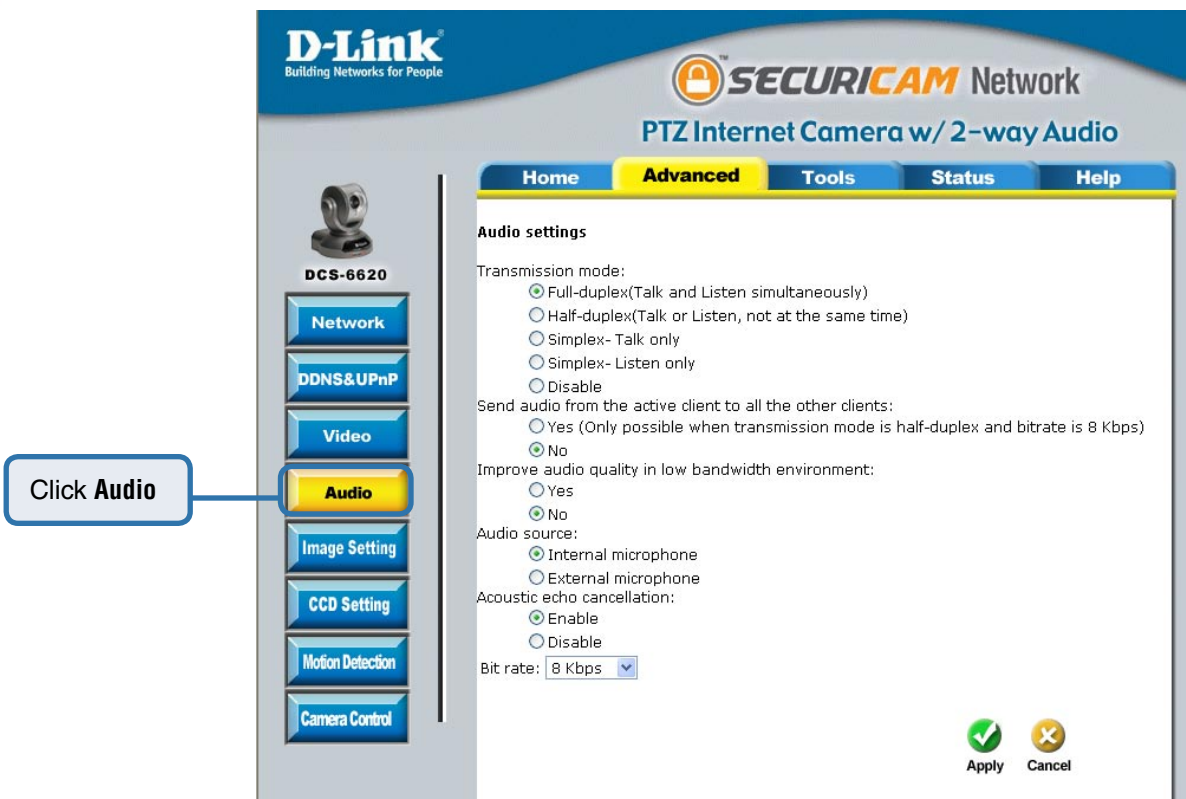 D-Link
Building Networks for People
SECURICAM Network
PTZ Internet Camera w/ 2-way Audio
DCS-6620
Home Advanced Tools Status Help
Network
DDNS&UPnP
Video
Audio
Image Setting
CCD Setting
Motion Detection
Camera Control
Click Audio
Audio settings
Transmission mode:
Full-duplex(Talk and Listen simultaneously)
Half-duplex(Talk or Listen, not at the same time)
Simplex- Talk only
Simplex- Listen only
Disable
Send audio from the active client to all the other clients:
Yes (Only possible when transmission mode is half-duplex and bitrate is 8 Kbps)
No
Improve audio quality in low bandwidth environment:
Yes
No
Audio source:
Internal microphone
External microphone
Acoustic echo cancellation:
Enable
Disable
Bit rate: 8 Kbps
Apply Cancel